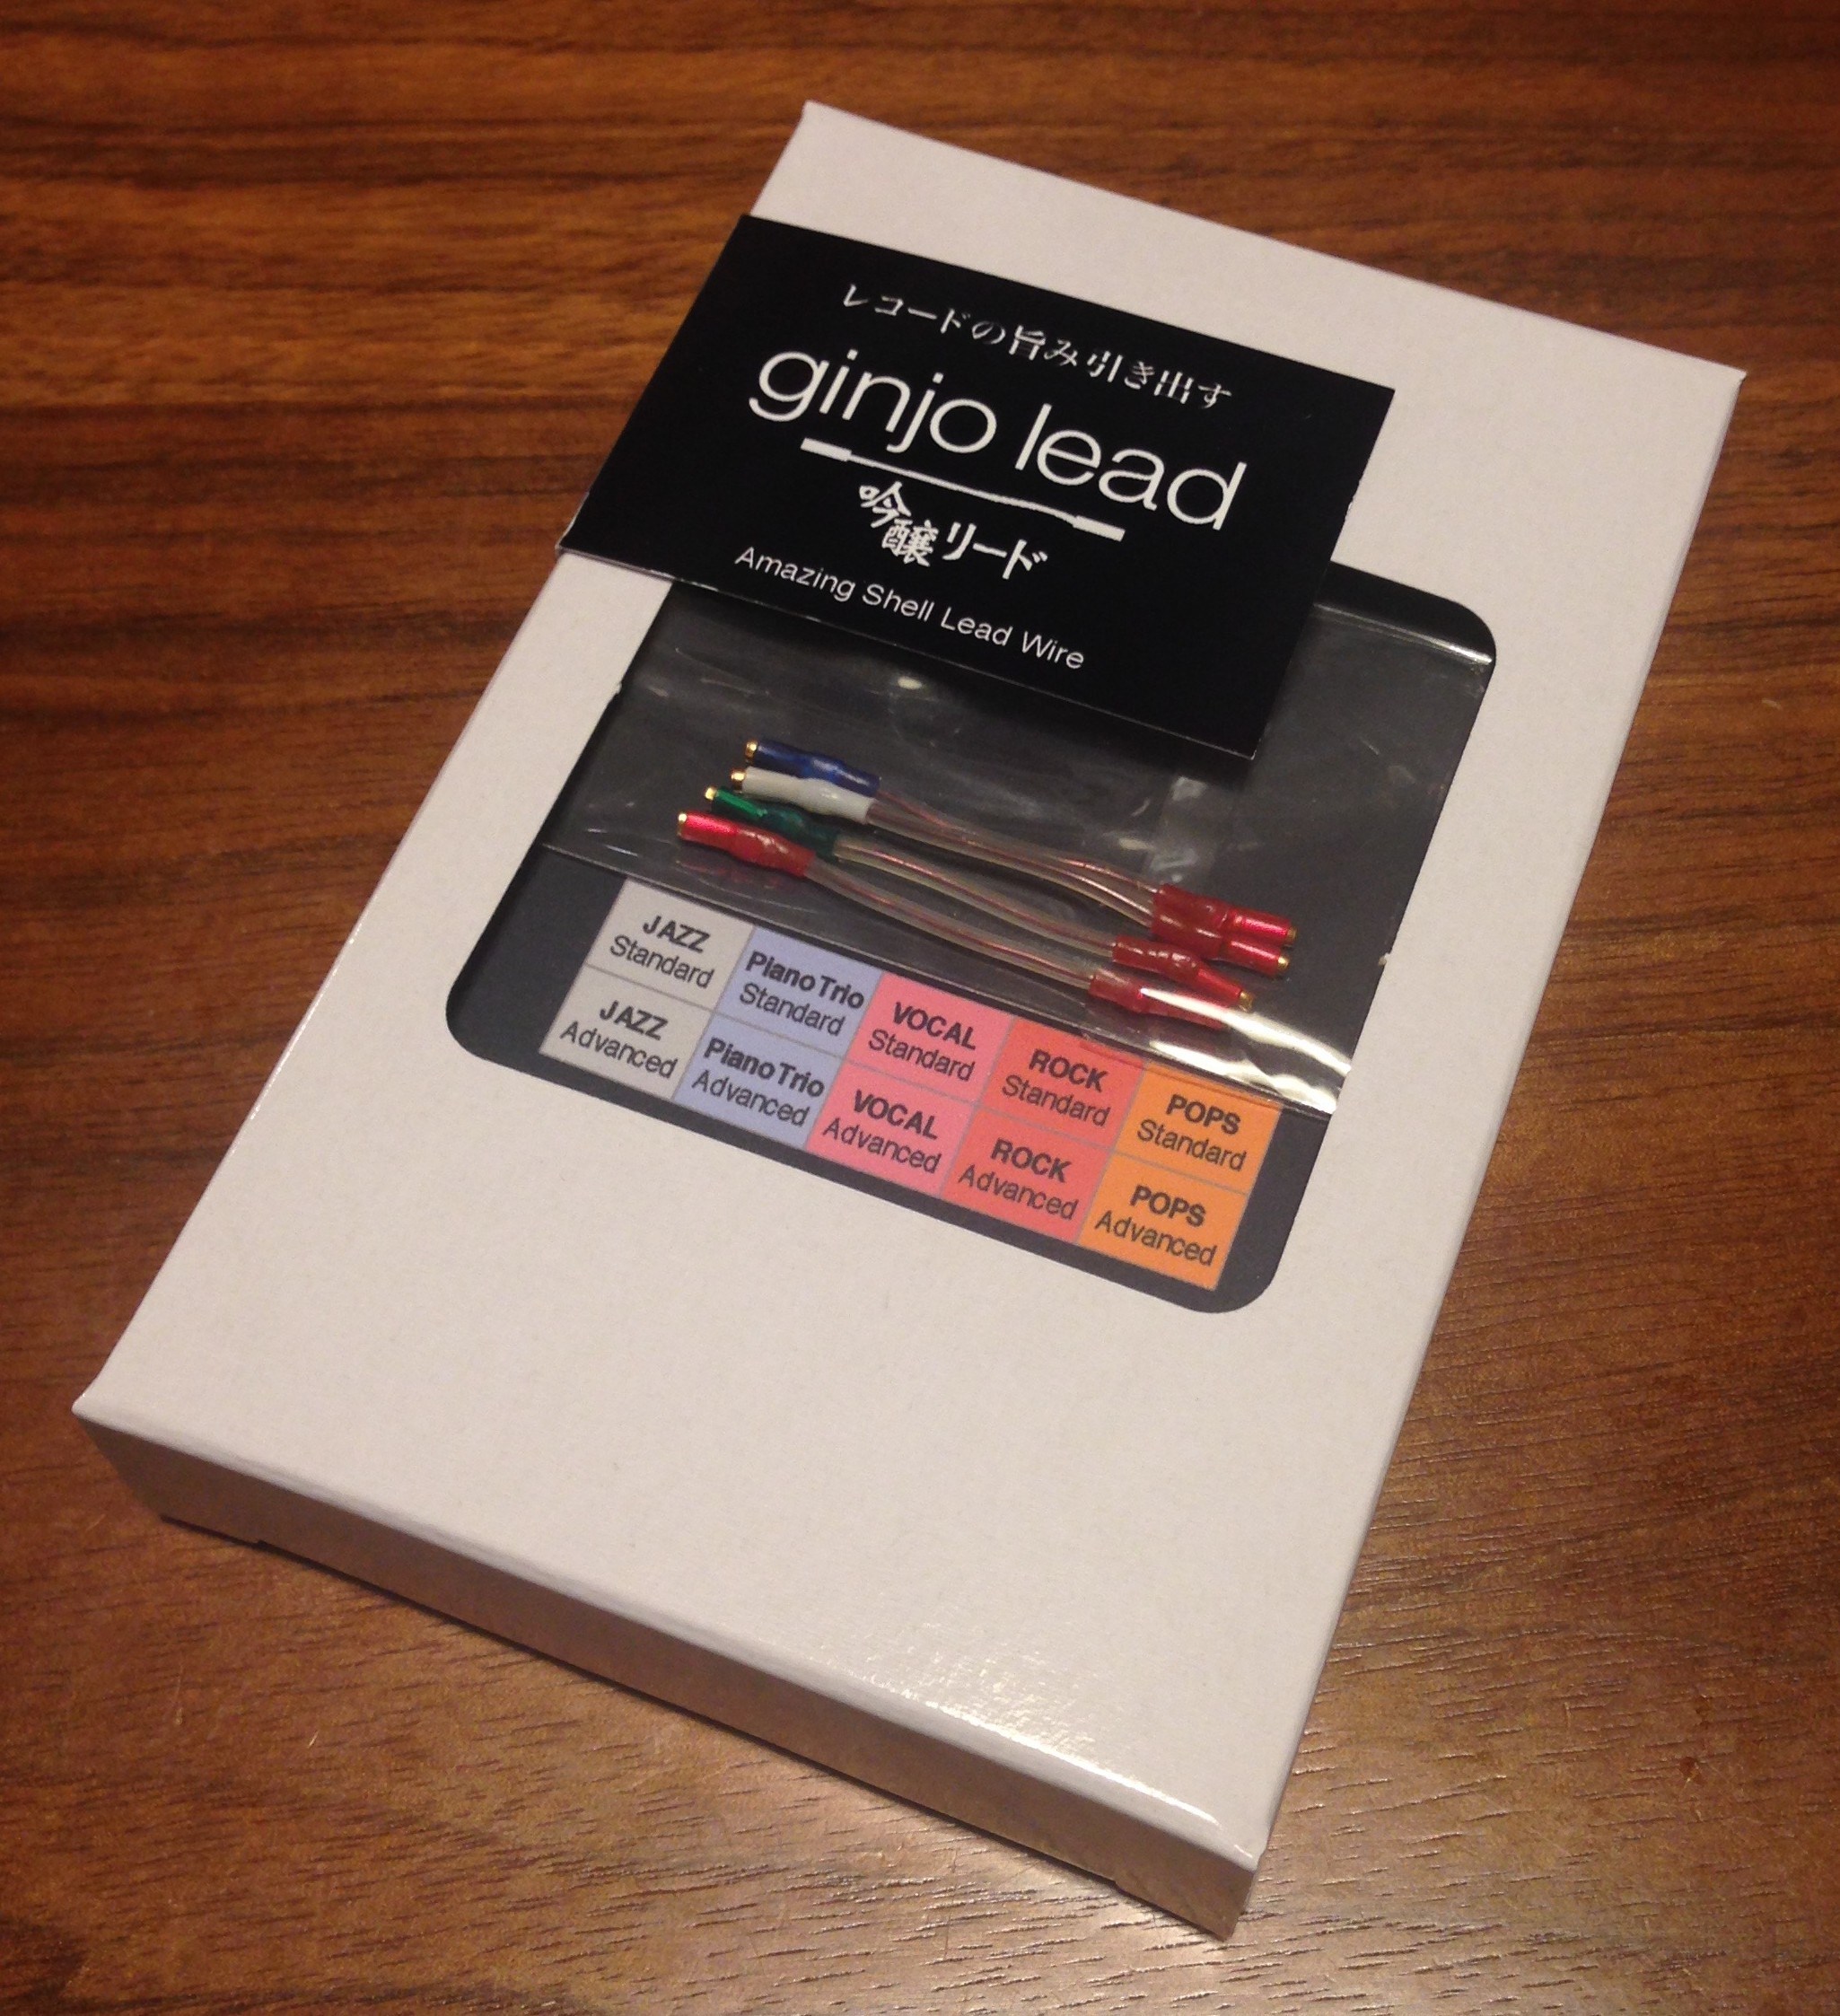 レコードの旨み引き出す
ginjo lead
吟醸リード
Amazing Shell Lead Wire
JAZZ
Standard
Piano Trio
Standard
VOCAL
Standard
ROCK
Standard
POPS
Standard
JAZZ
Advanced
Piano Trio
Advanced
VOCAL
Advanced
ROCK
Advanced
POPS
Advanced